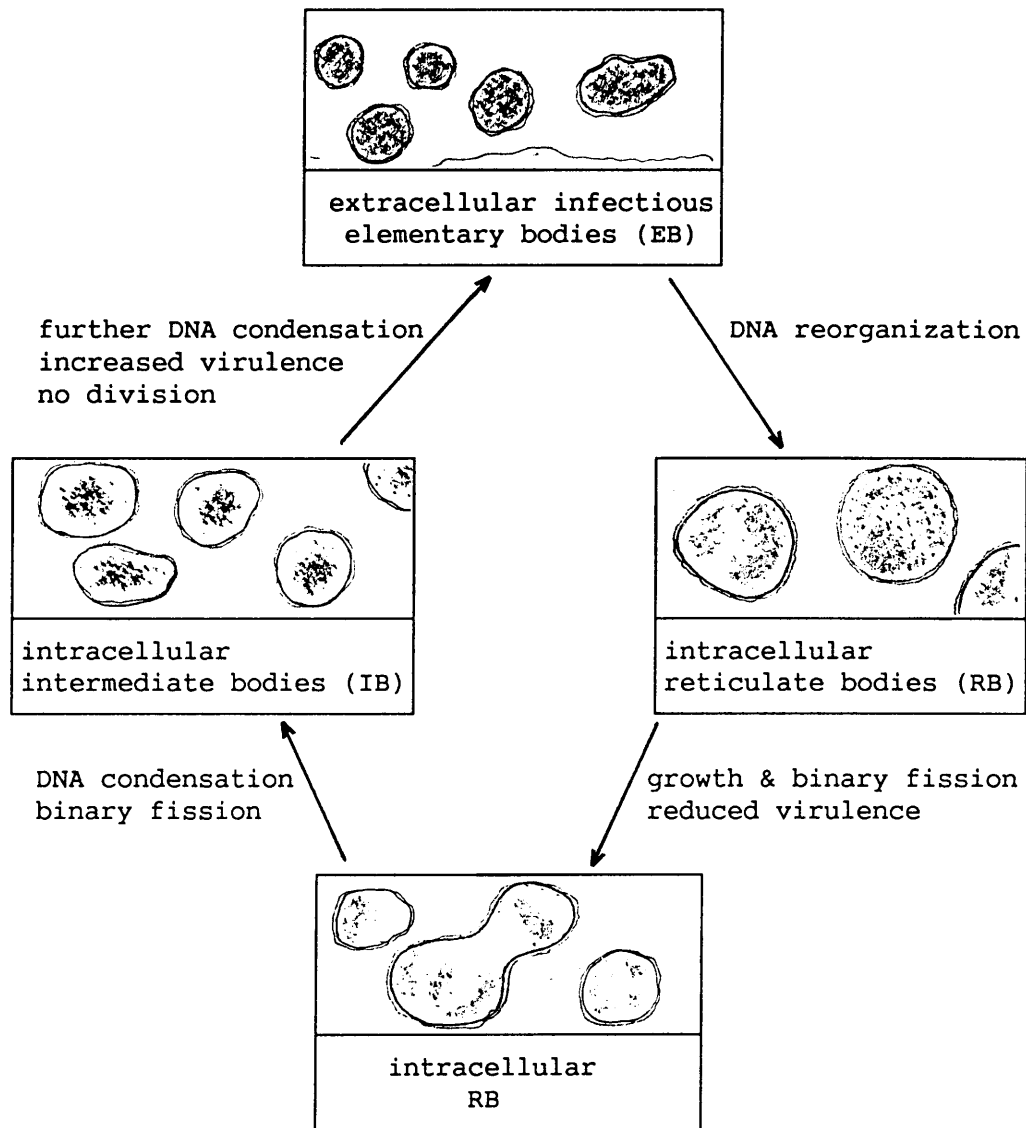 extracellular infectious
elementary bodies (EB)
further DNA condensation
increased virulence
no division
DNA reorganization
intracellular
intermediate bodies (IB)
intracellular
reticulate bodies (RB)
DNA condensation
binary fission
growth & binary fission
reduced virulence
intracellular
RB